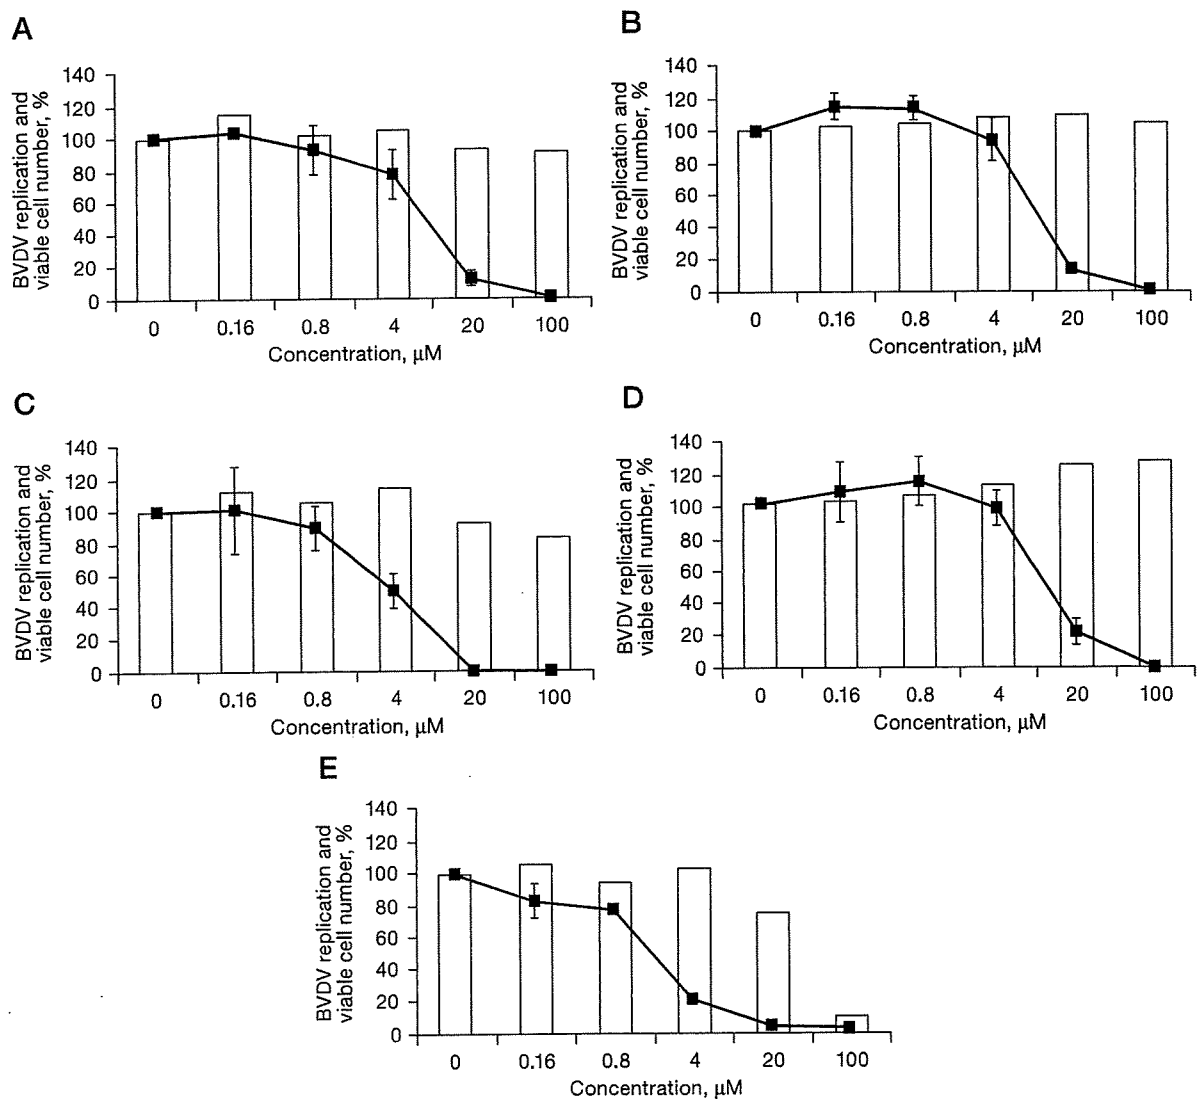 A
BVDV replication and
viable cell number, %
140
120
100
80
60
40
20
0
0 0.16 0.8 4 20 100
Concentration, μM
B
BVDV replication and
viable cell number, %
140
120
100
80
60
40
20
0
0 0.16 0.8 4 20 100
Concentration, μM
C
BVDV replication and
viable cell number, %
140
120
100
80
60
40
20
0
0 0.16 0.8 4 20 100
Concentration, μM
D
BVDV replication and
viable cell number, %
140
120
100
80
60
40
20
0
0 0.16 0.8 4 20 100
Concentration, μM
E
BVDV replication and
viable cell number, %
140
120
100
80
60
40
20
0
0 0.16 0.8 4 20 100
Concentration, μM